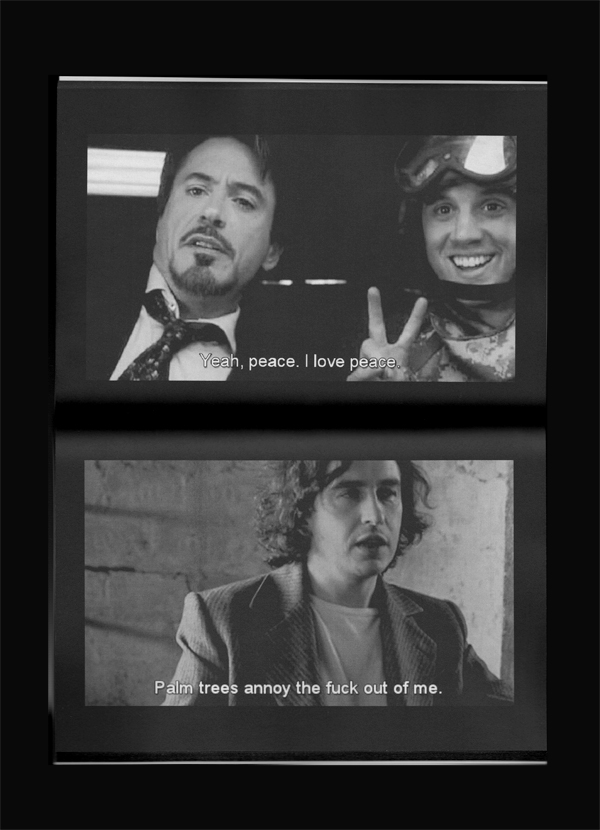 Yeah, peace. I love peace.
Palm trees annoy the fuck out of me.